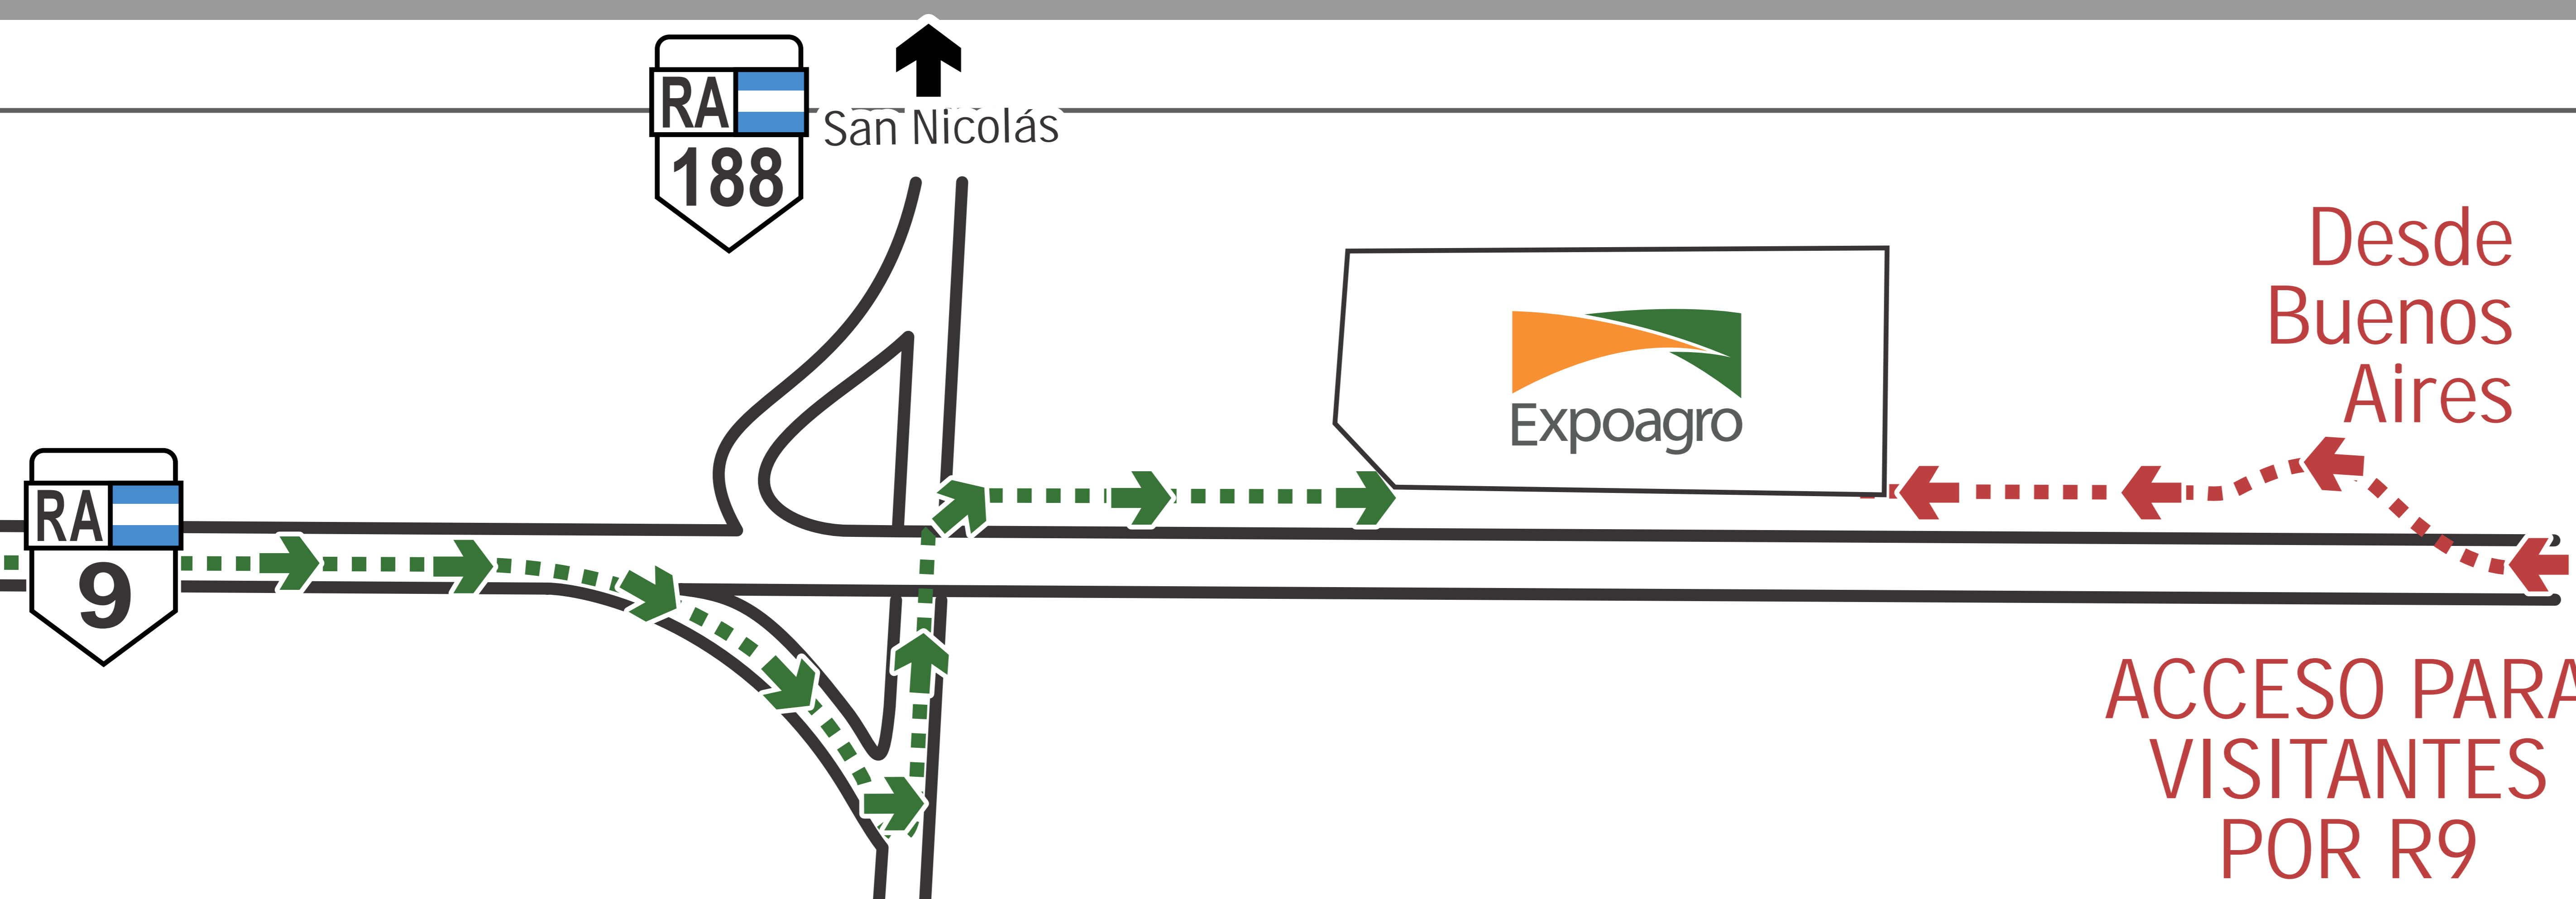 RA
188
San Nicolás
Desde
Buenos
Aires
Expoagro
RA
9
ACCESO PARA
VISITANTES
POR R9